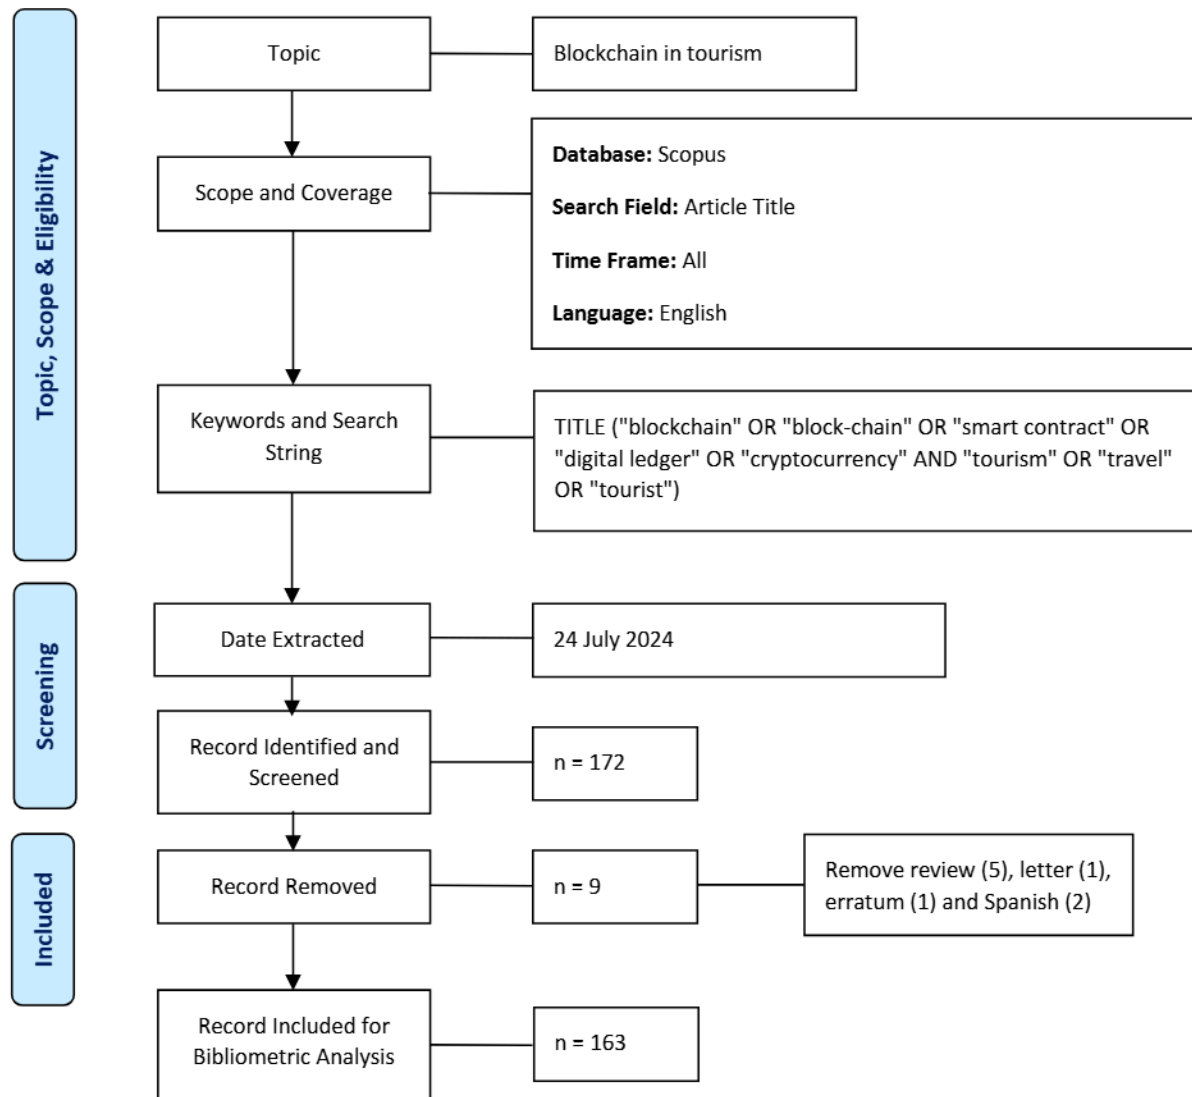 Topic, Scope & Eligibility
Topic
Blockchain in tourism
Scope and Coverage
Database: Scopus
Search Field: Article Title
Time Frame: All
Language: English
Keywords and Search
String
TITLE ("blockchain" OR "block-chain" OR "smart contract" OR
"digital ledger" OR "cryptocurrency" AND "tourism" OR "travel"
OR "tourist")
Screening
Date Extracted
24 July 2024
Record Identified and
Screened
n = 172
Included
Record Removed
n = 9
Remove review (5), letter (1),
erratum (1) and Spanish (2)
Record Included for
Bibliometric Analysis
n = 163